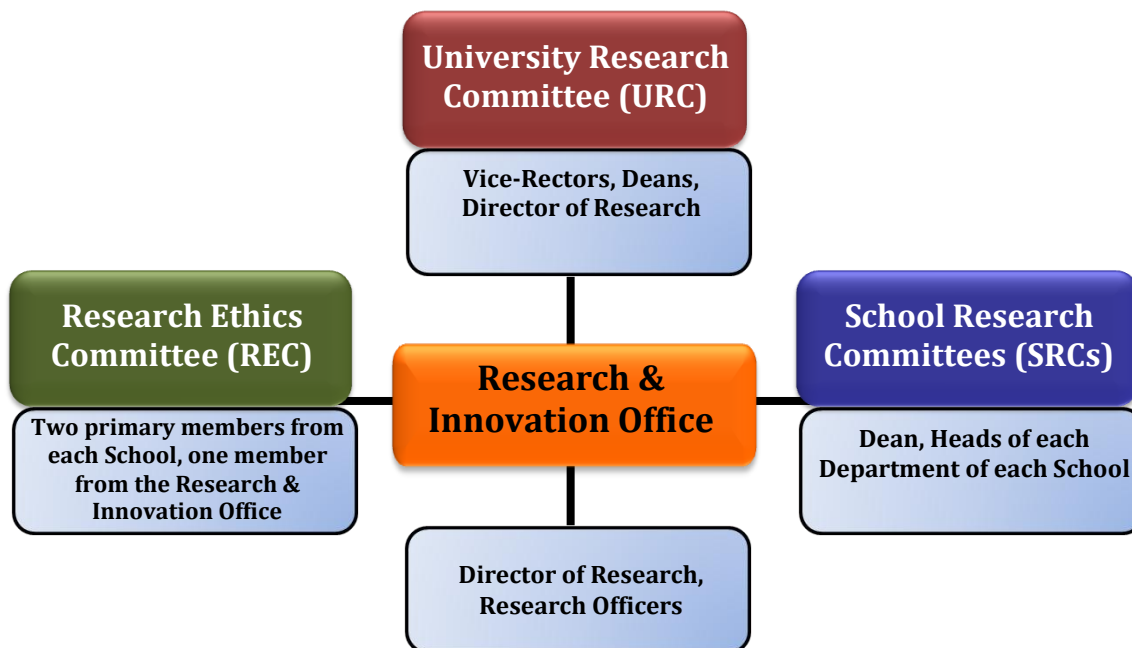 University Research
Committee (URC)
Vice-Rectors, Deans,
Director of Research
Research Ethics
Committee (REC)
Two primary members from
each School, one member
from the Research &
Innovation Office
Research &
Innovation Office
School Research
Committees (SRCs)
Dean, Heads of each
Department of each School
Director of Research,
Research Officers